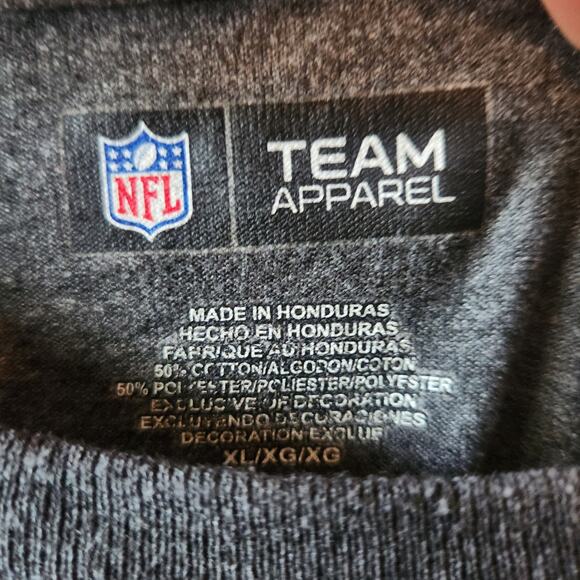 NFL
TEAM
APPAREL
MADE IN HONDURAS
HECHO EN HONDURAS
FABRIQUE AU HONDURAS
50% COTTON/ALGODON/COTON
50% POLYESTER/POLIESTER/POLYESTER
EXCLUSIVE OF DECORATION
EXCLUYENDO DECORACIONES
DECORATION EXCLUE
XL/XG/XG